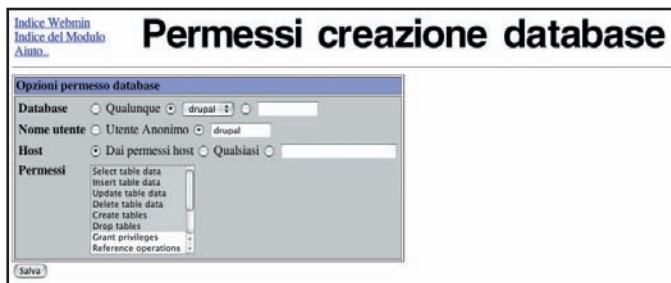 Indice Webmin
Indice del Modulo
Aiuto..
Permessi creazione database
Opzioni permesso database
Database Qualunque drupal
Nome utente Utente Anonimo drupal
Host Dai permessi host Qualsiasi
Permessi
Select table data
Insert table data
Update table data
Delete table data
Create tables
Drop tables
Grant privileges
Reference operations
Salva